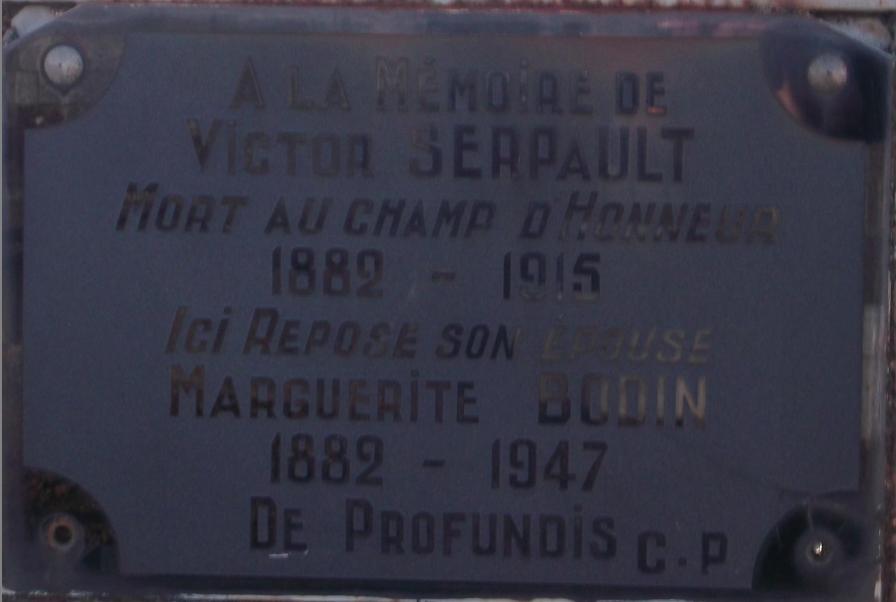 A LA MÉMOIRE DE
VICTOR SERPAULT
MORT AU CHAMP D'HONNEUR
1882 - 1915
ICI REPOSE SON ÉPOUSE
MARGUERITE BODIN
1882 - 1947
DE PROFUNDIS C.P